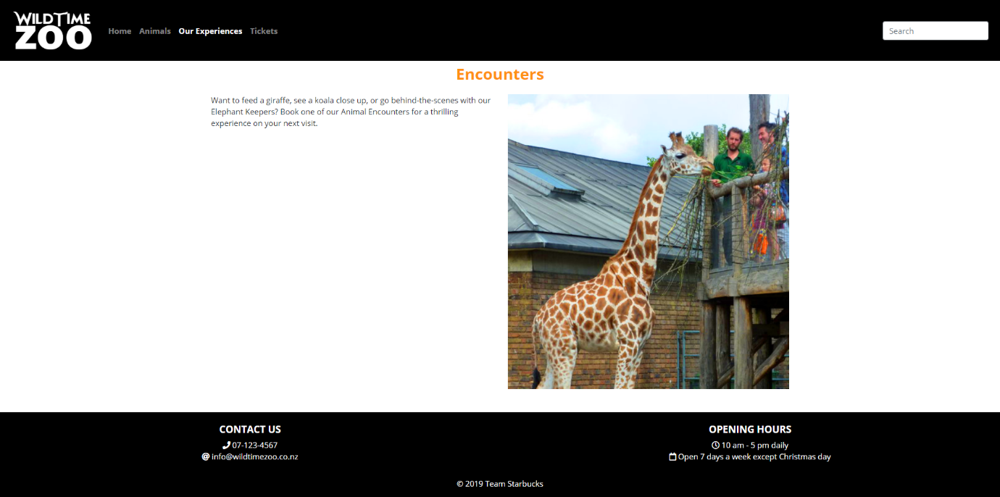 WILDTIME
ZOO
Home Animals Our Experiences Tickets
Search
Encounters
Want to feed a giraffe, see a koala close up, or go behind-the-scenes with our
Elephant Keepers? Book one of our Animal Encounters for a thrilling
experience on your next visit.
CONTACT US
07-123-4567
info@wildtimezoo.co.nz
OPENING HOURS
10 am - 5 pm daily
Open 7 days a week except Christmas day
© 2019 Team Starbucks